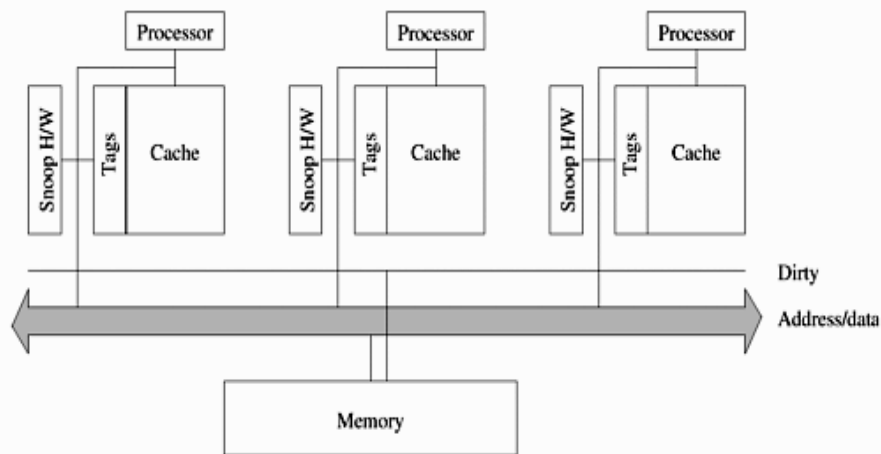 Processor
Processor
Processor
Snoop H/W
Tags
Cache
Snoop H/W
Tags
Cache
Snoop H/W
Tags
Cache
Dirty
Address/data
Memory